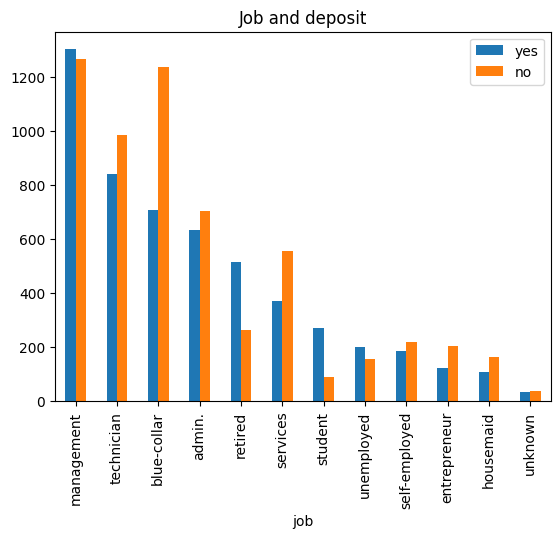 Job and deposit
yes
no
1200
1000
800
600
400
200
0
management
technician
blue-collar
admin.
retired
services
student
unemployed
self-employed
entrepreneur
housemaid
unknown
job